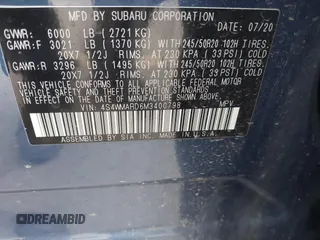 MFD BY SUBARU CORPORATION 07/20
GVWR: 6000 LB (2721 KG)
GAWR:F 3021 LB (1370 KG) WITH 245/50R20 102H TIRES,
20X7 1/2J RIMS. AT 230 KPA ( 33 PSI) COLD
GAWR:R 3296 LB (1495 KG) WITH 245/50R20 102H TIRES,
20X7 1/2J RIMS. AT 230 KPA ( 33 PSI) COLD
THIS VEHICLE CONFORMS TO ALL APPLICABLE FEDERAL MOTOR
VEHICLE SAFETY AND THEFT PREVENTION STANDARDS
IN EFFECT ON THE DATE OF MANUFACTURE SHOWN ABOVE.
VEHICLE IDENTIFICATION
NUMBER: 4S4WMARD6M3400798 MPV
ASSEMBLED BY SIA MADE IN U.S.A.